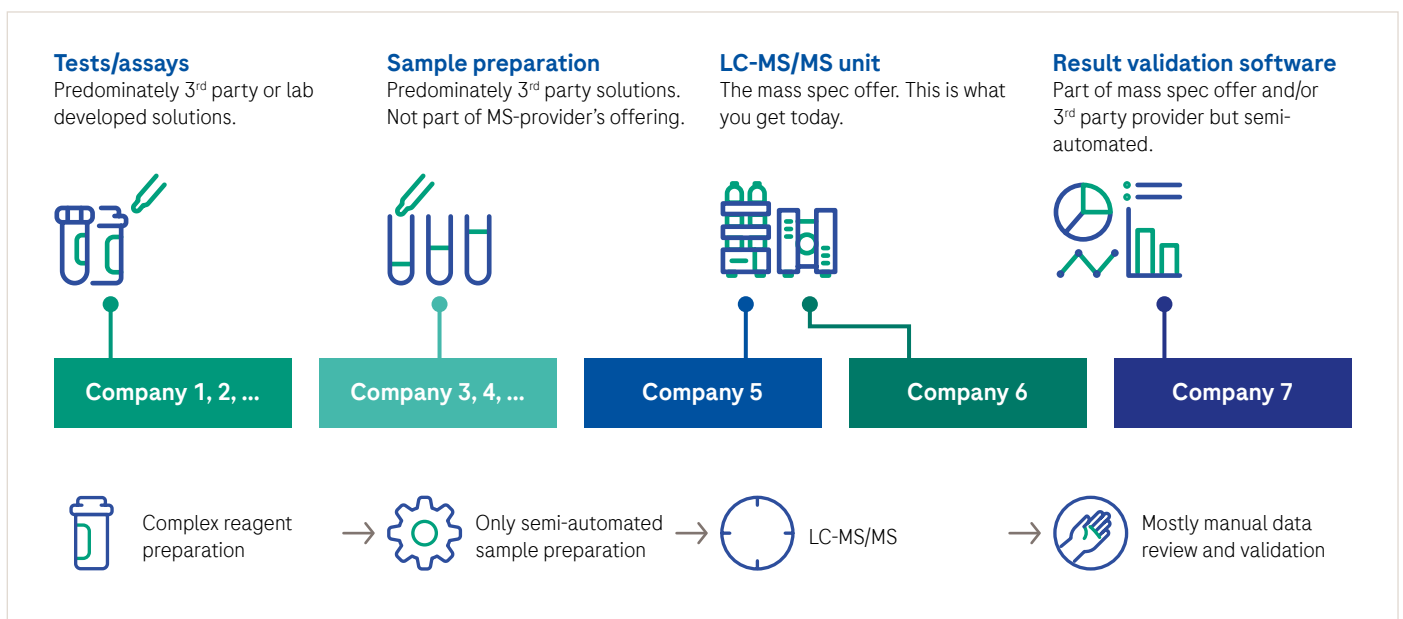 Tests/assays
Predominately 3rd party or lab
developed solutions.
Sample preparation
Predominately 3rd party solutions.
Not part of MS-provider's offering.
LC-MS/MS unit
The mass spec offer. This is what
you get today.
Result validation software
Part of mass spec offer and/or
3rd party provider but semi-
automated.
Company 1, 2, ...
Company 3, 4, ...
Company 5
Company 6
Company 7
Complex reagent
preparation
Only semi-automated
sample preparation
LC-MS/MS
Mostly manual data
review and validation